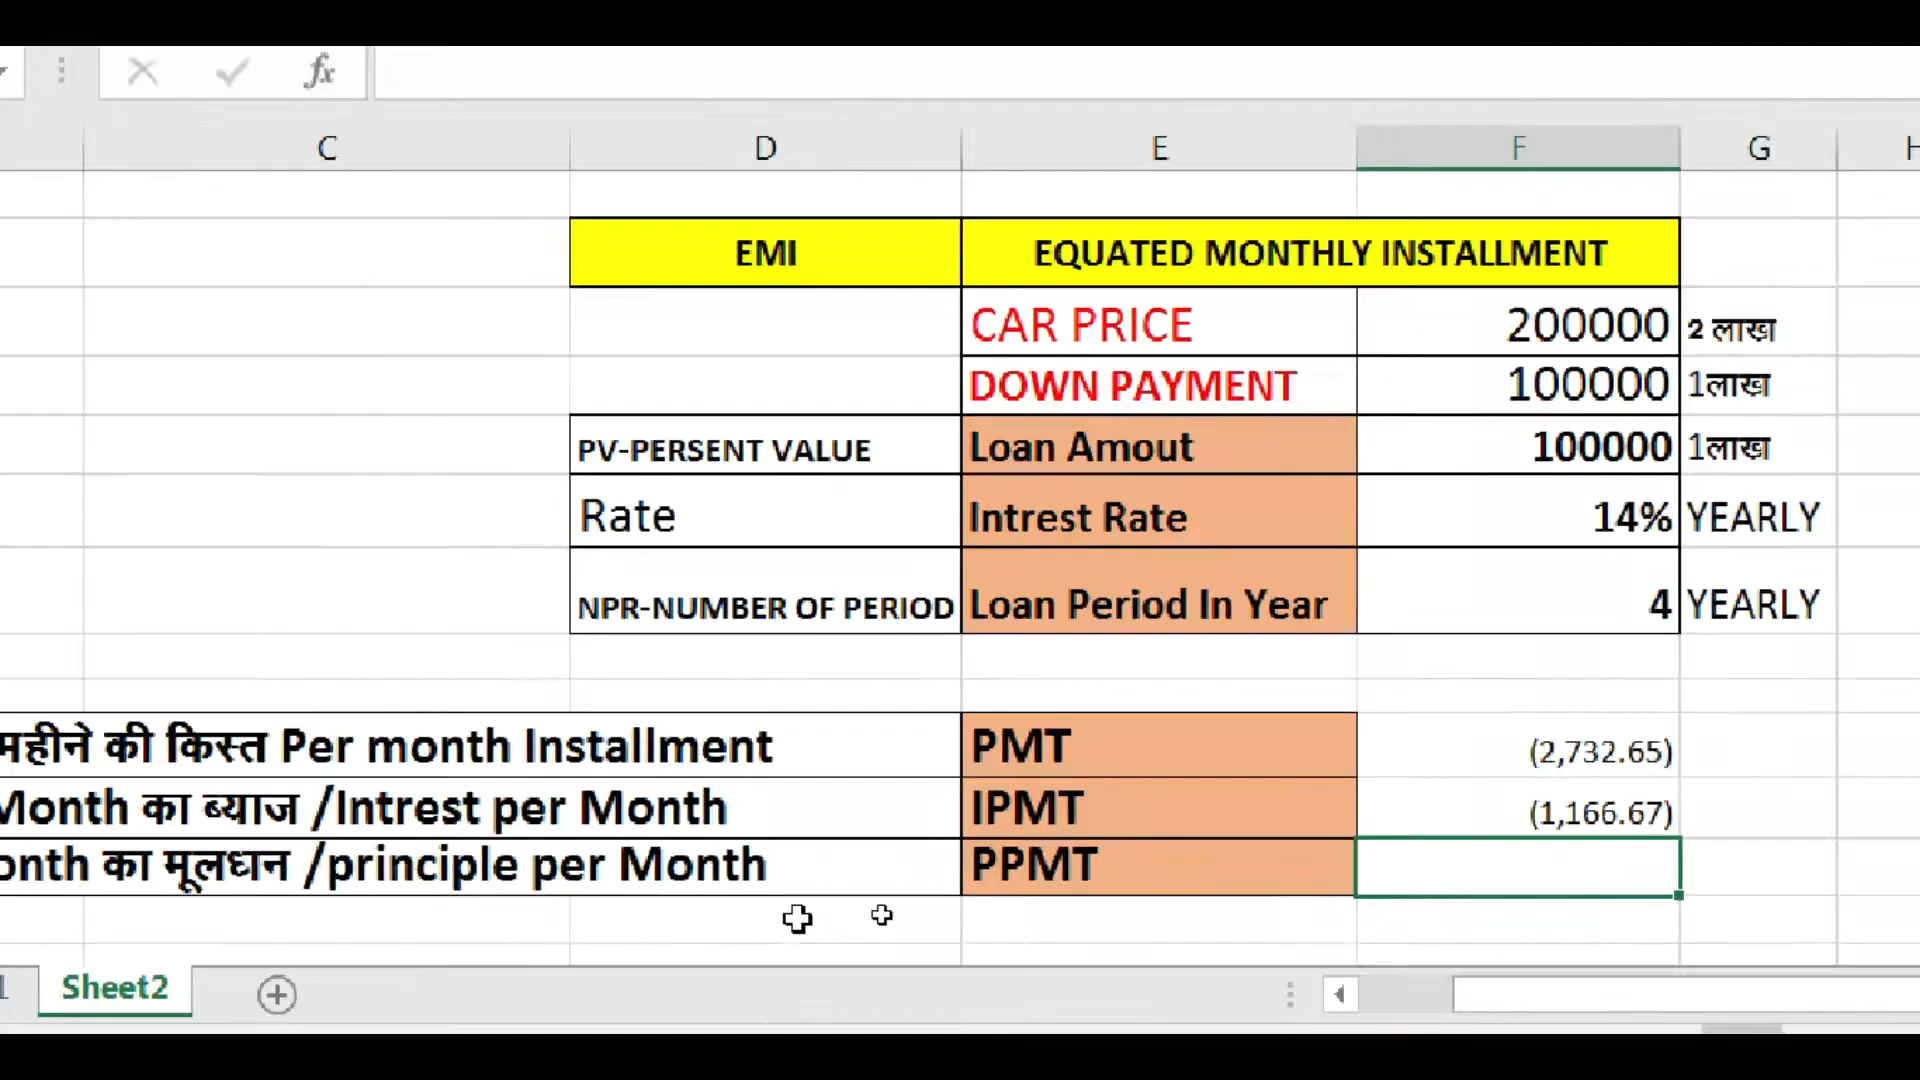 fx
C D E F G H
EMI EQUATED MONTHLY INSTALLMENT
CAR PRICE 200000 2 लाख
DOWN PAYMENT 100000 1लाख
PV-PERSENT VALUE Loan Amout 100000 1लाख
Rate Intrest Rate 14% YEARLY
NPR-NUMBER OF PERIOD Loan Period In Year 4 YEARLY
महीने की किस्त Per month Installment PMT (2,732.65)
Month का ब्याज /Intrest per Month IPMT (1,166.67)
onth का मूलधन /principle per Month PPMT
1 Sheet2